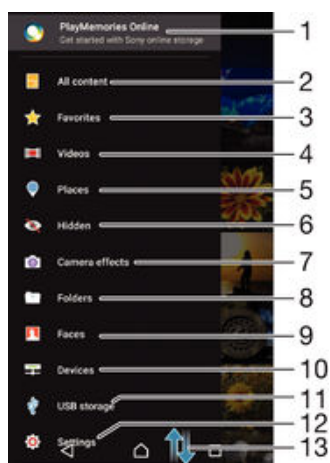 PlayMemories Online 1
Get started with Sony online storage
All content 2
Favorites 3
Videos 4
Places 5
Hidden 6
Camera effects 7
Folders 8
Faces 9
Devices 10
USB storage 11
Settings 12
13